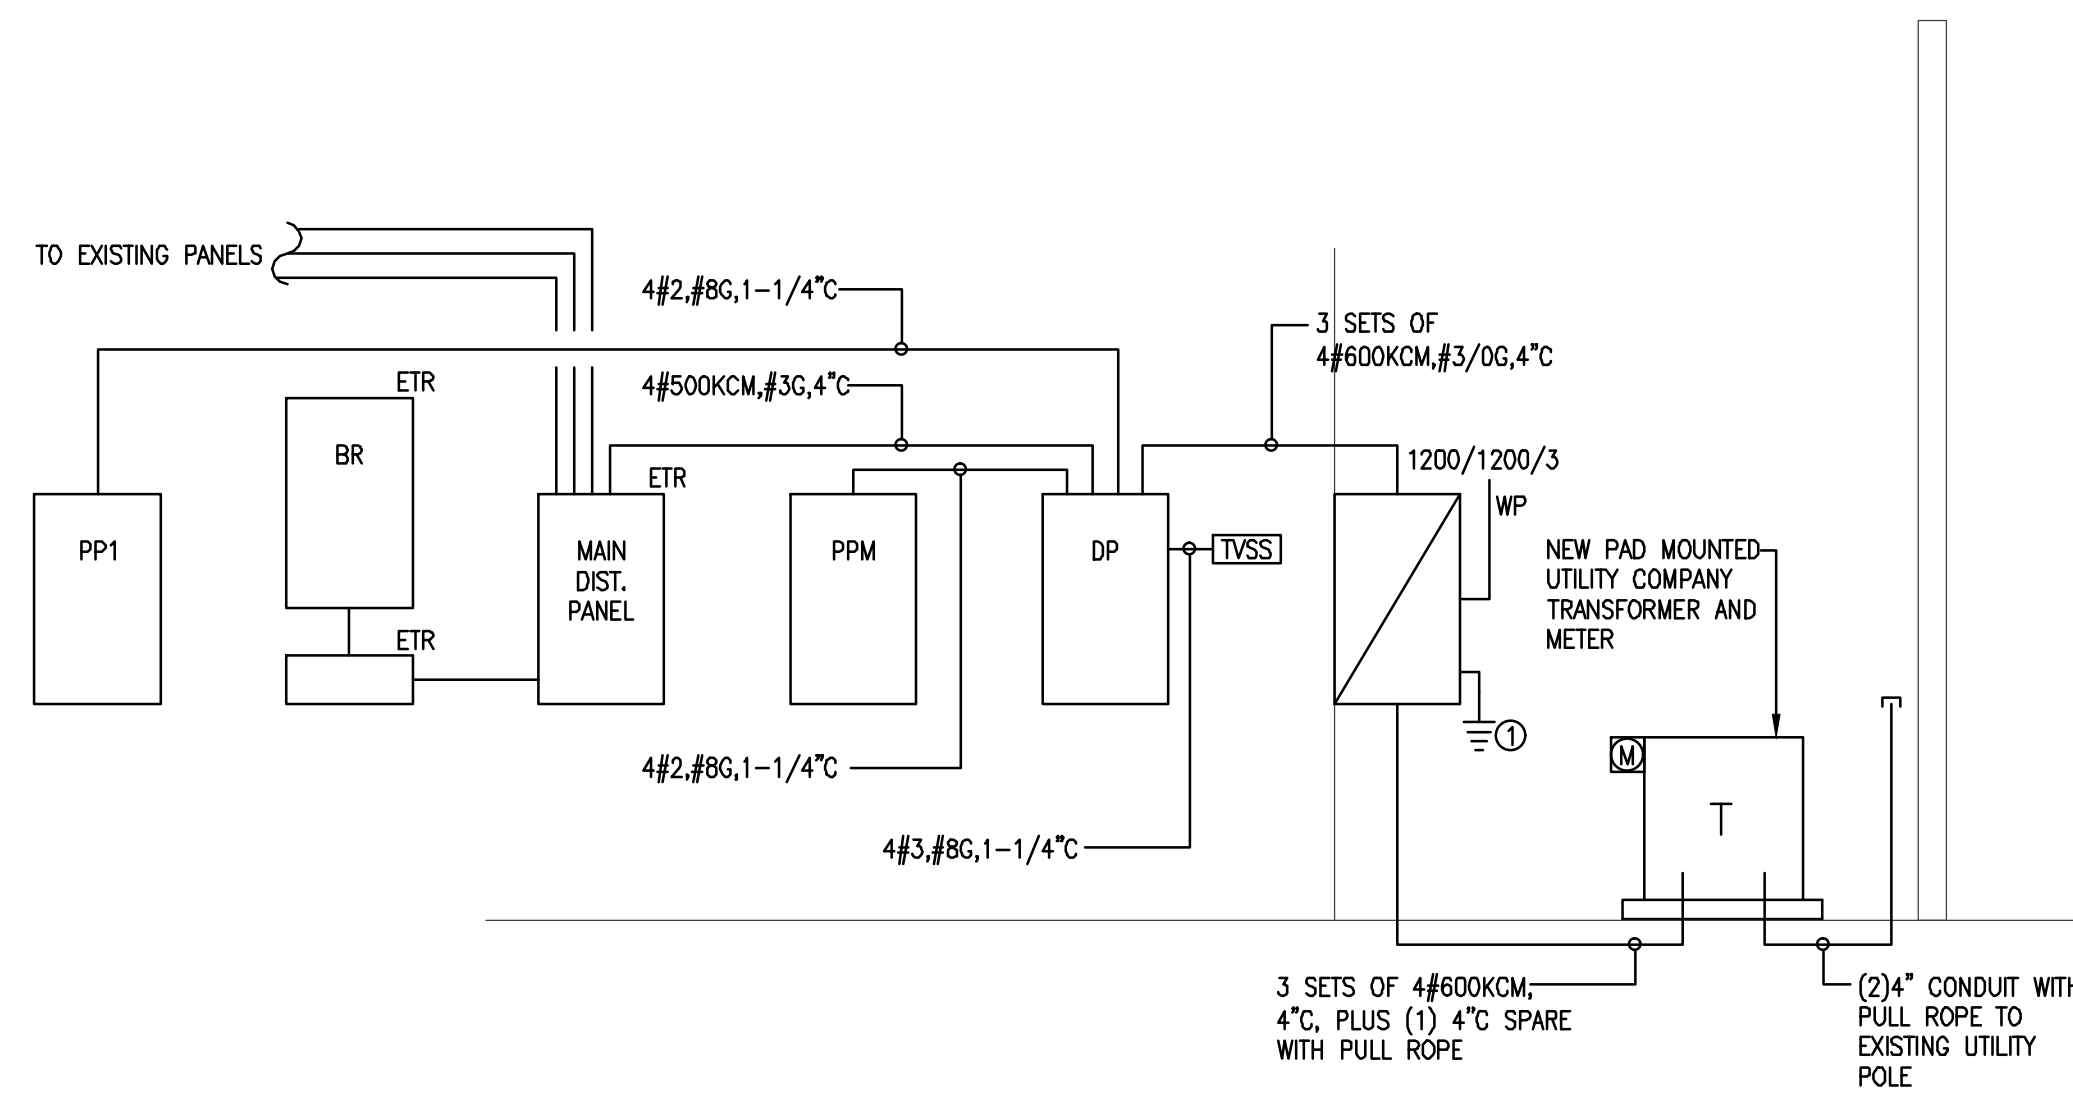 TO EXISTING PANELS
4#2,#8G,1-1/4"C
3 SETS OF
4#600KCM,#3/0G,4"C
ETR
4#500KCM,#3G,4"C
BR
ETR
1200/1200/3
WP
PP1
MAIN
DIST.
PANEL
PPM
DP
TVSS
NEW PAD MOUNTED
UTILITY COMPANY
TRANSFORMER AND
METER
ETR
1
M
4#2,#8G,1-1/4"C
T
4#3,#8G,1-1/4"C
3 SETS OF 4#600KCM,
4"C, PLUS (1) 4"C SPARE
WITH PULL ROPE
(2)4" CONDUIT WITH
PULL ROPE TO
EXISTING UTILITY
POLE